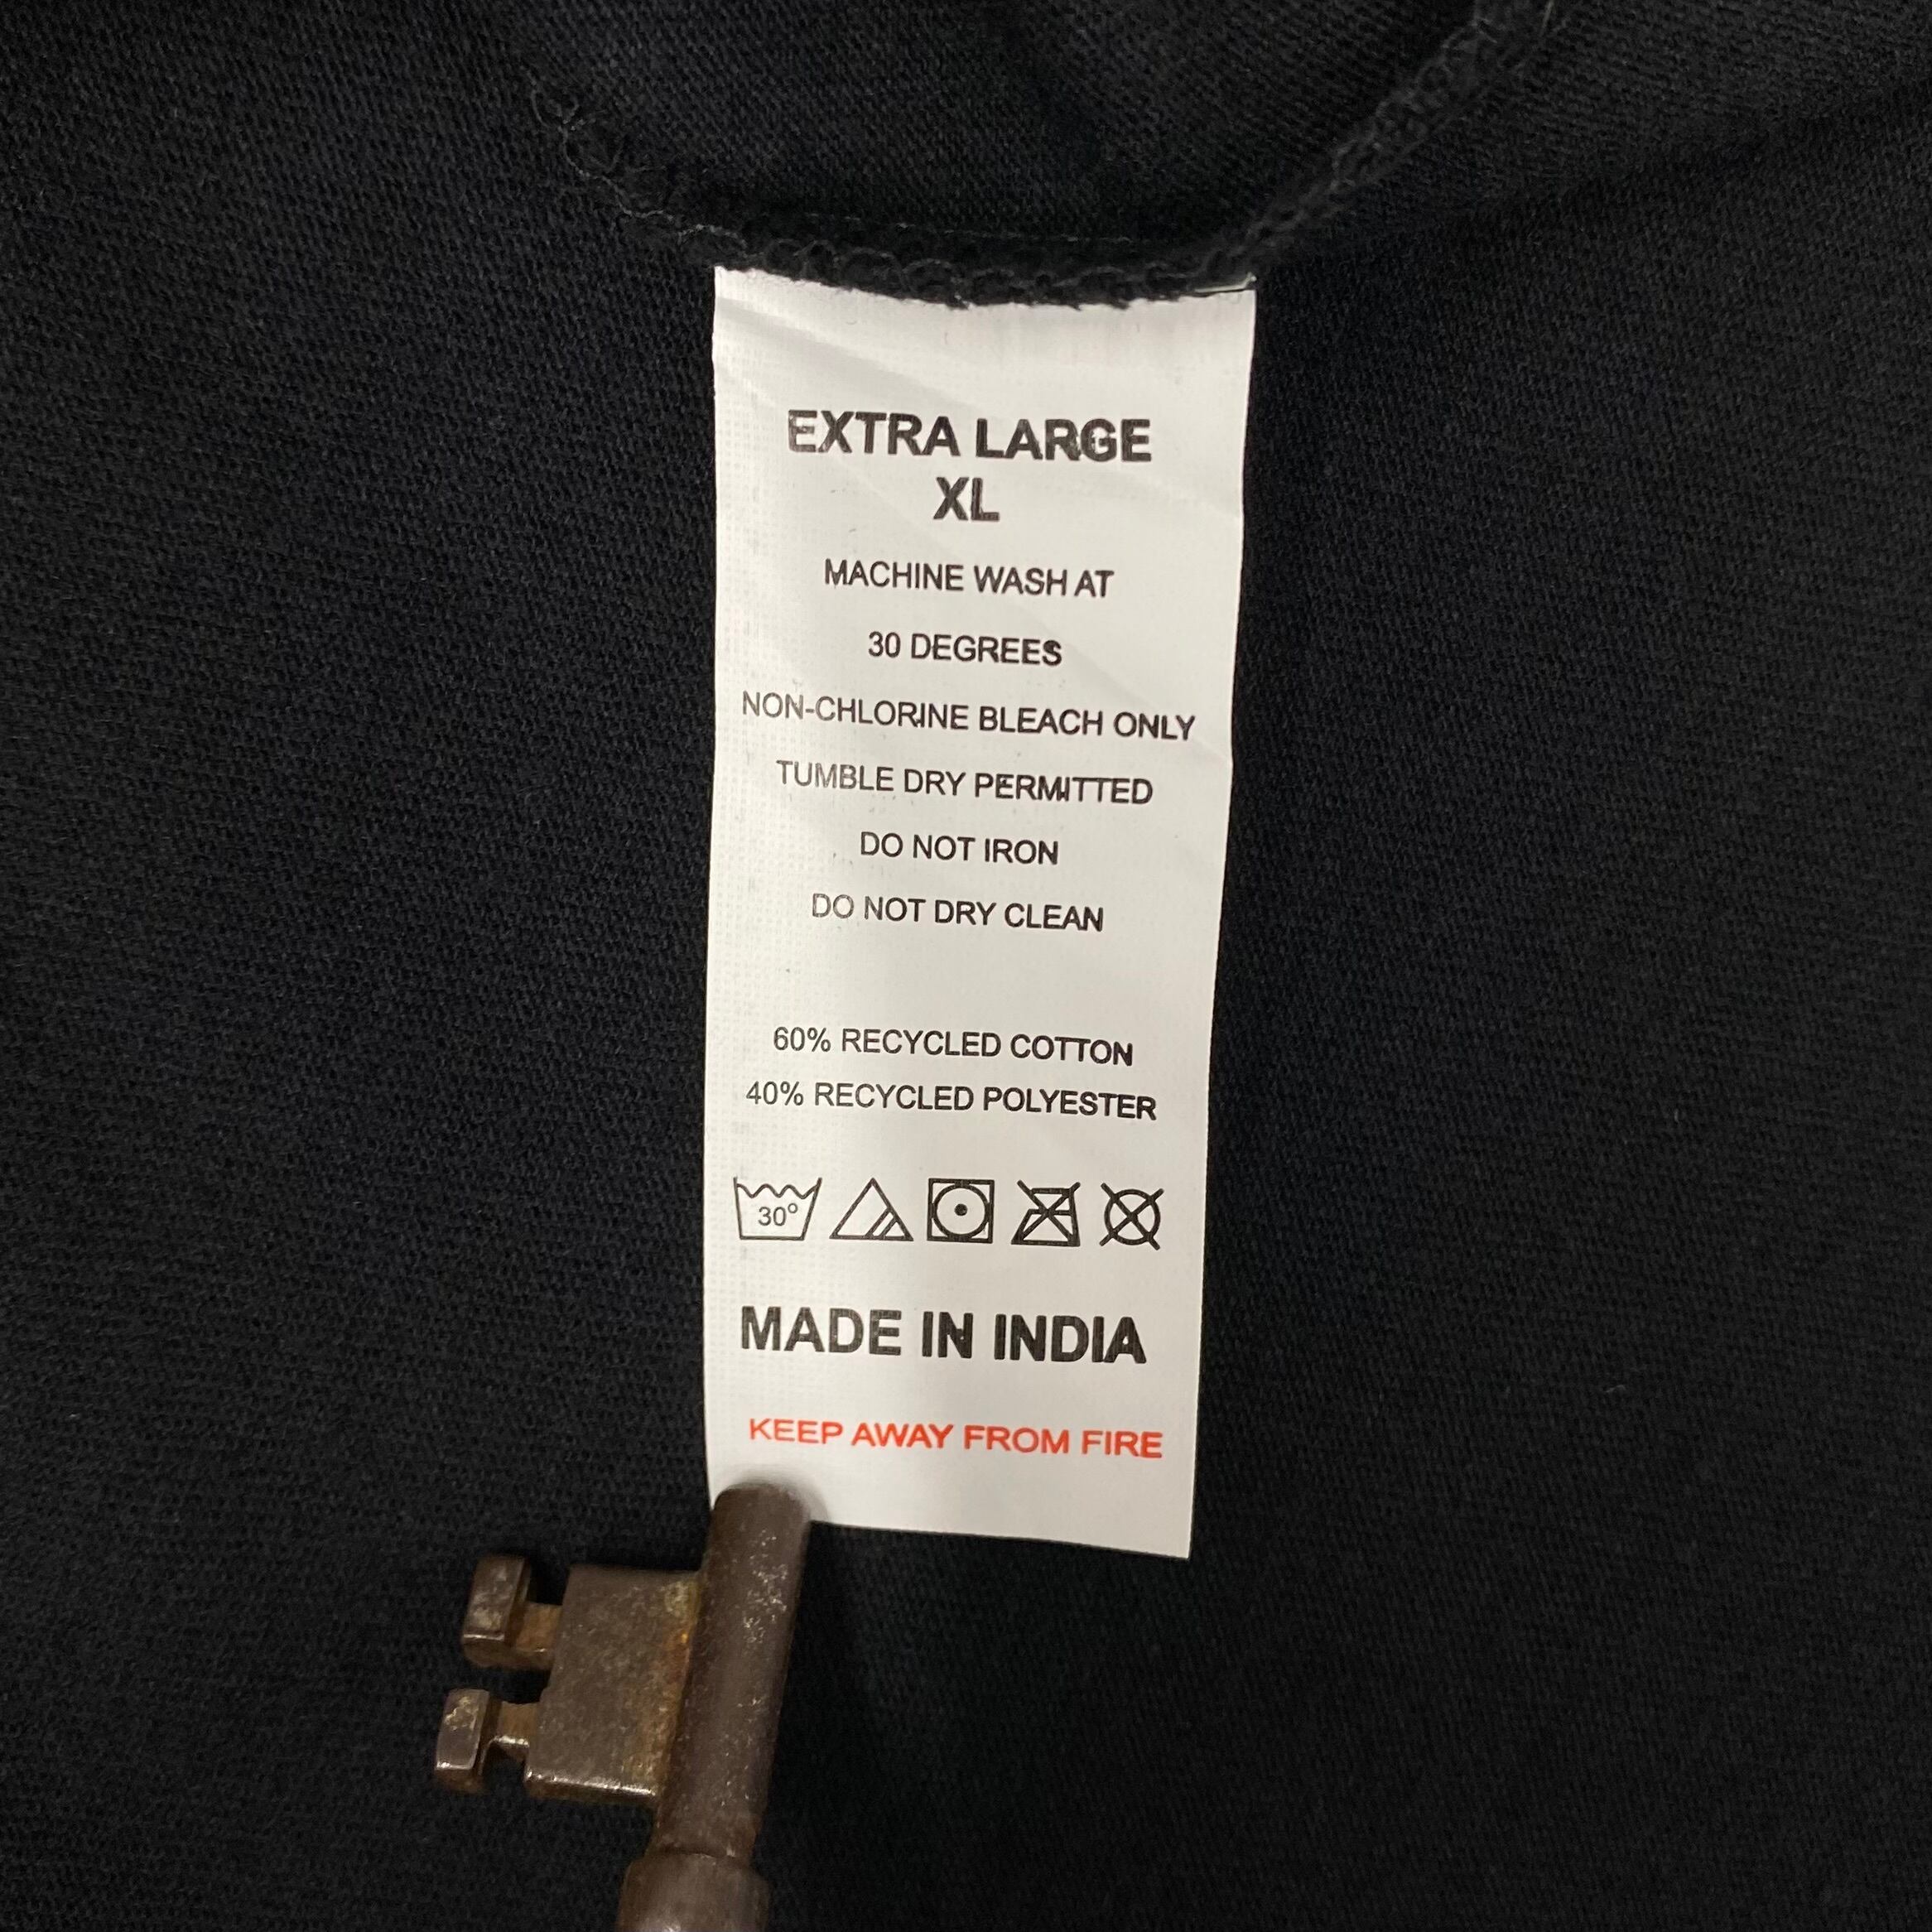 EXTRA LARGE
XL
MACHINE WASH AT
30 DEGREES
NON-CHLORINE BLEACH ONLY
TUMBLE DRY PERMITTED
DO NOT IRON
DO NOT DRY CLEAN
60% RECYCLED COTTON
40% RECYCLED POLYESTER
30°
MADE IN INDIA
KEEP AWAY FROM FIRE